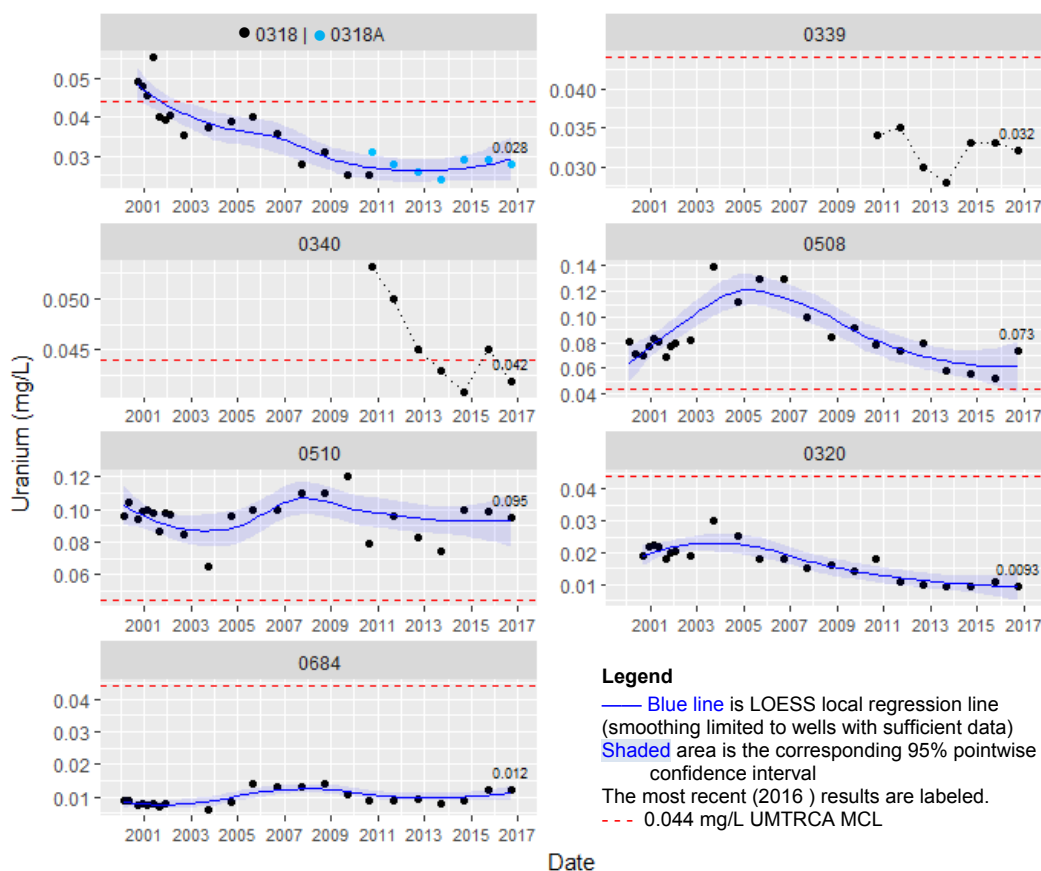 0318 | 0318A
0339
0.05
0.04
0.03
0.028
2001 2003 2005 2007 2009 2011 2013 2015 2017
0.040
0.035
0.030
0.032
2001 2003 2005 2007 2009 2011 2013 2015 2017
0340
0508
0.050
0.045
0.042
2001 2003 2005 2007 2009 2011 2013 2015 2017
0.14
0.12
0.10
0.08
0.06
0.04
0.073
2001 2003 2005 2007 2009 2011 2013 2015 2017
Uranium (mg/L)
0510
0320
0.12
0.10
0.08
0.06
0.095
2001 2003 2005 2007 2009 2011 2013 2015 2017
0.04
0.03
0.02
0.01
0.0093
2001 2003 2005 2007 2009 2011 2013 2015 2017
0684
0.04
0.03
0.02
0.01
0.012
2001 2003 2005 2007 2009 2011 2013 2015 2017
Date
Legend
Blue line is LOESS local regression line
(smoothing limited to wells with sufficient data)
Shaded area is the corresponding 95% pointwise
confidence interval
The most recent (2016 ) results are labeled.
--- 0.044 mg/L UMTRCA MCL